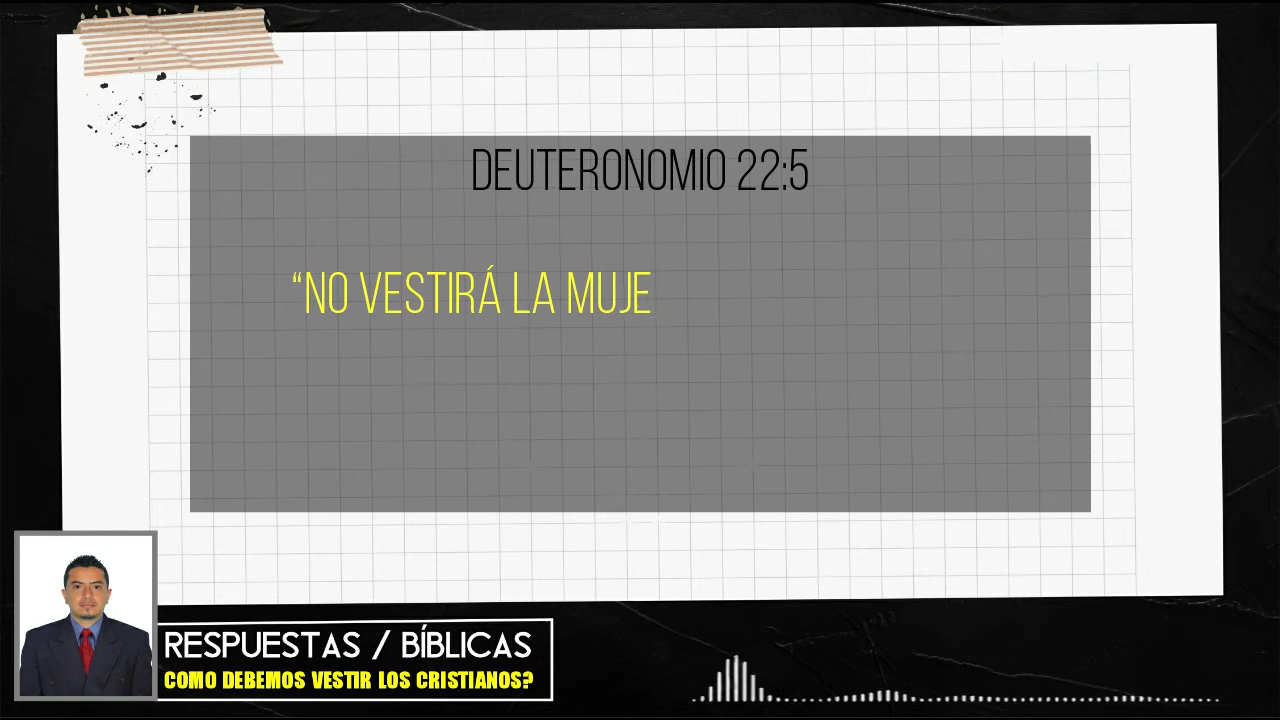 DEUTERONOMIO 22:5
“NO VESTIRÁ LA MUJE
RESPUESTAS / BÍBLICAS
COMO DEBEMOS VESTIR LOS CRISTIANOS?